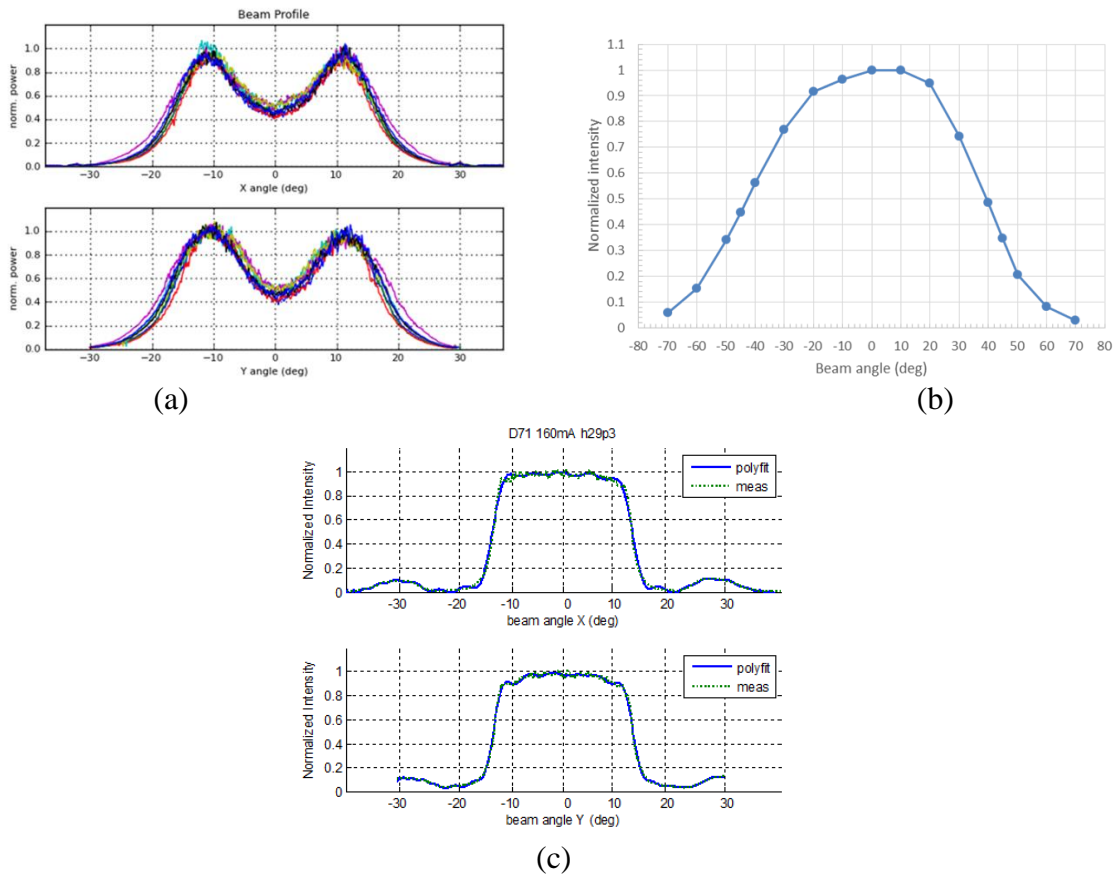 Beam Profile
norm. power
1.0
0.8
0.6
0.4
0.2
0.0
−30 −20 −10 0 10 20 30
X angle (deg)
norm. power
1.0
0.8
0.6
0.4
0.2
0.0
−30 −20 −10 0 10 20 30
Y angle (deg)
(a)
Normalized intensity
1.1
1
0.9
0.8
0.7
0.6
0.5
0.4
0.3
0.2
0.1
0
-80 -70 -60 -50 -40 -30 -20 -10 0 10 20 30 40 50 60 70 80
Beam angle (deg)
(b)
D71 160mA h29p3
Normalized Intensity
1
0.8
0.6
0.4
0.2
0
polyfit
meas
-30 -20 -10 0 10 20 30
beam angle X (deg)
Normalized Intensity
1
0.8
0.6
0.4
0.2
0
polyfit
meas
-30 -20 -10 0 10 20 30
beam angle Y (deg)
(c)